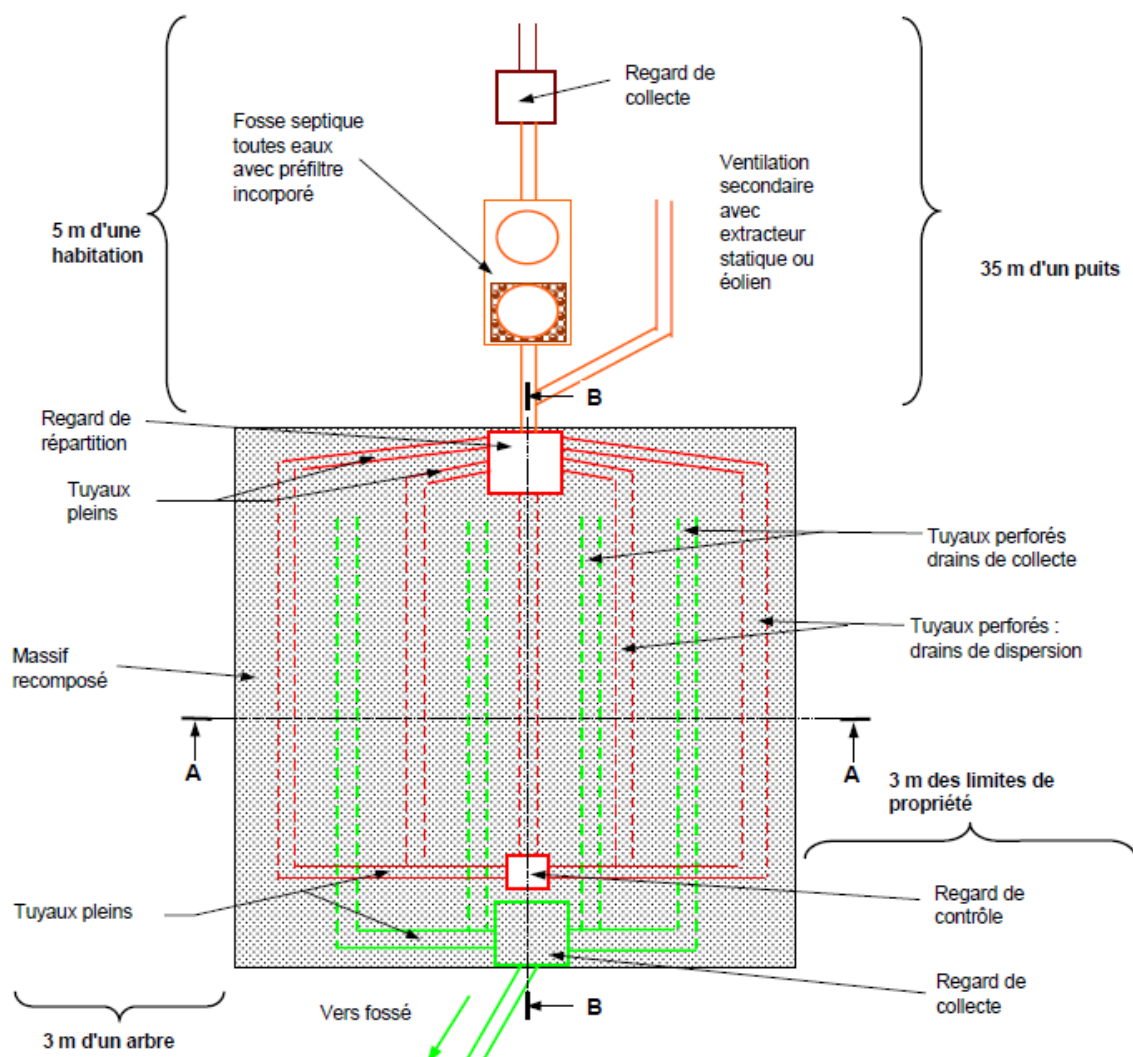 Regard de
collecte
Fosse septique
toutes eaux
avec préfiltre
incorporé
Ventilation
secondaire
avec
extracteur
statique ou
éolien
5 m d'une
habitation
35 m d'un puits
B
Regard de
répartition
Tuyaux
pleins
Tuyaux perforés
drains de collecte
Tuyaux perforés :
drains de dispersion
Massif
recomposé
A
A
3 m des limites de
propriété
Tuyaux pleins
Regard de
contrôle
Regard de
collecte
B
Vers fossé
3 m d'un arbre